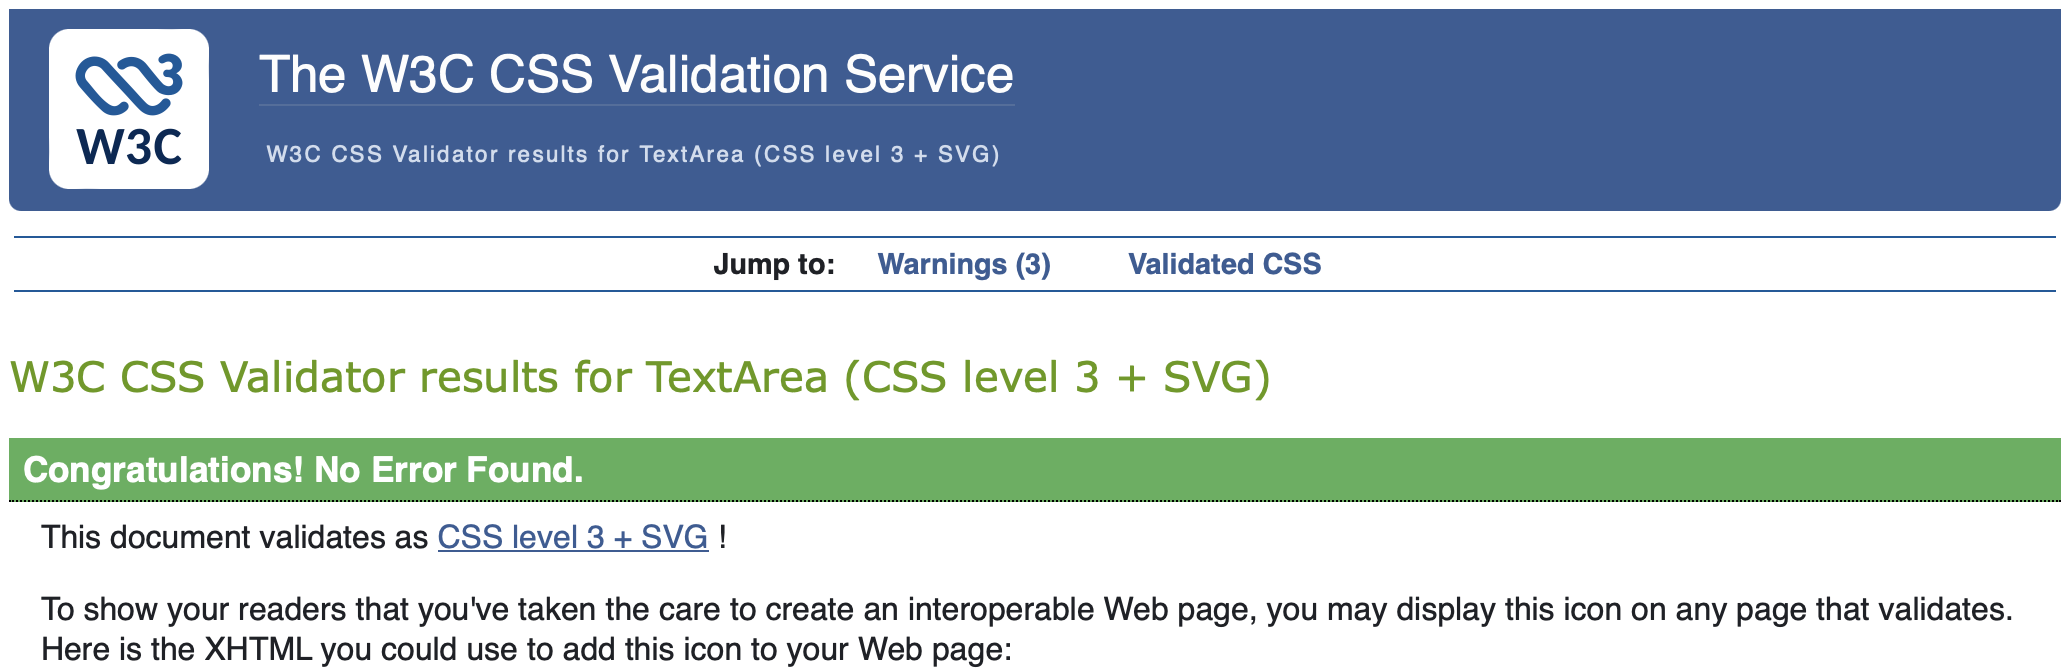 The W3C CSS Validation Service
W3C
W3C CSS Validator results for TextArea (CSS level 3 + SVG)
Jump to: Warnings (3) Validated CSS
W3C CSS Validator results for TextArea (CSS level 3 + SVG)
Congratulations! No Error Found.
This document validates as CSS level 3 + SVG !
To show your readers that you've taken the care to create an interoperable Web page, you may display this icon on any page that validates.
Here is the XHTML you could use to add this icon to your Web page: